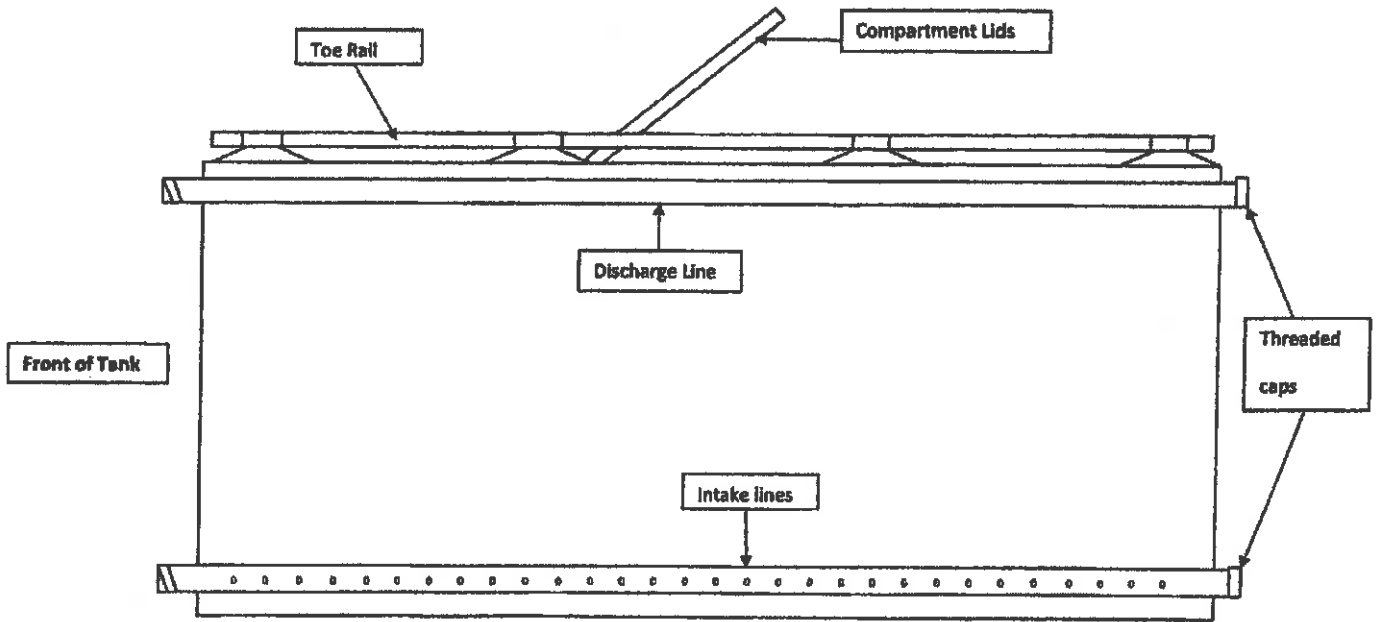 Compartment Lids
Toe Rail
Discharge Line
Front of Tank
Threaded
caps
Intake lines